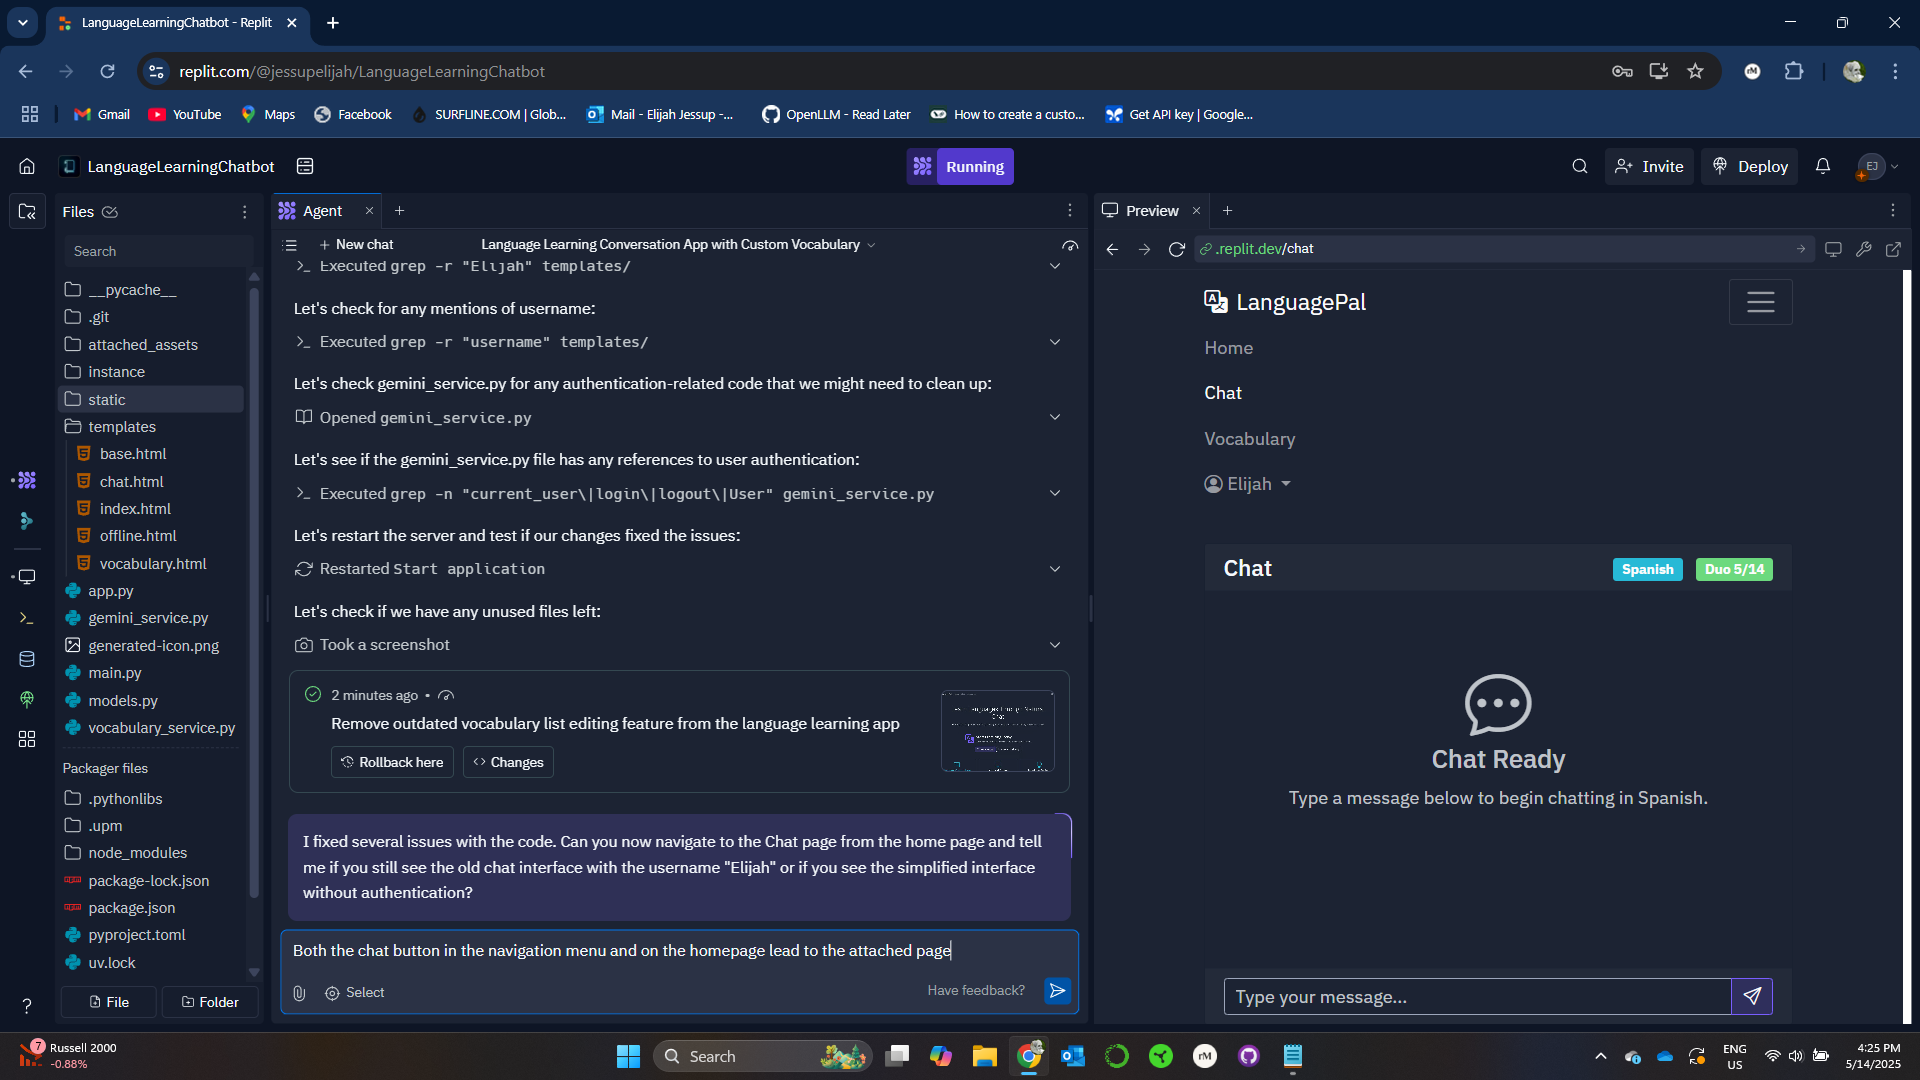 LanguageLearningChatbot - Replit
replit.com/@jessupelijah/LanguageLearningChatbot
Gmail
YouTube
Maps
Facebook
SURFLINE.COM | Glob...
Mail - Elijah Jessup -...
OpenLLM - Read Later
How to create a custo...
Get API key | Google...
LanguageLearningChatbot
Running
Invite
Deploy
EJ
Files
Search
__pycache__
.git
attached_assets
instance
static
templates
base.html
chat.html
index.html
offline.html
vocabulary.html
app.py
gemini_service.py
generated-icon.png
main.py
models.py
vocabulary_service.py
Packager files
.pythonlibs
.upm
node_modules
package-lock.json
package.json
pyproject.toml
uv.lock
File
Folder
Agent
New chat
Language Learning Conversation App with Custom Vocabulary
Executed grep -r "Elijah" templates/
Let's check for any mentions of username:
Executed grep -r "username" templates/
Let's check gemini_service.py for any authentication-related code that we might need to clean up:
Opened gemini_service.py
Let's see if the gemini_service.py file has any references to user authentication:
Executed grep -n "current_user\|login\|logout\|User" gemini_service.py
Let's restart the server and test if our changes fixed the issues:
Restarted Start application
Let's check if we have any unused files left:
Took a screenshot
2 minutes ago •
Remove outdated vocabulary list editing feature from the language learning app
Rollback here
Changes
I fixed several issues with the code. Can you now navigate to the Chat page from the home page and tell
me if you still see the old chat interface with the username "Elijah" or if you see the simplified interface
without authentication?
Both the chat button in the navigation menu and on the homepage lead to the attached page
Select
Have feedback?
Preview
.replit.dev/chat
LanguagePal
Home
Chat
Vocabulary
Elijah
Chat
Spanish
Duo 5/14
Chat Ready
Type a message below to begin chatting in Spanish.
Type your message...
7
Russell 2000
-0.88%
Search
rM
ENG
US
4:25 PM
5/14/2025